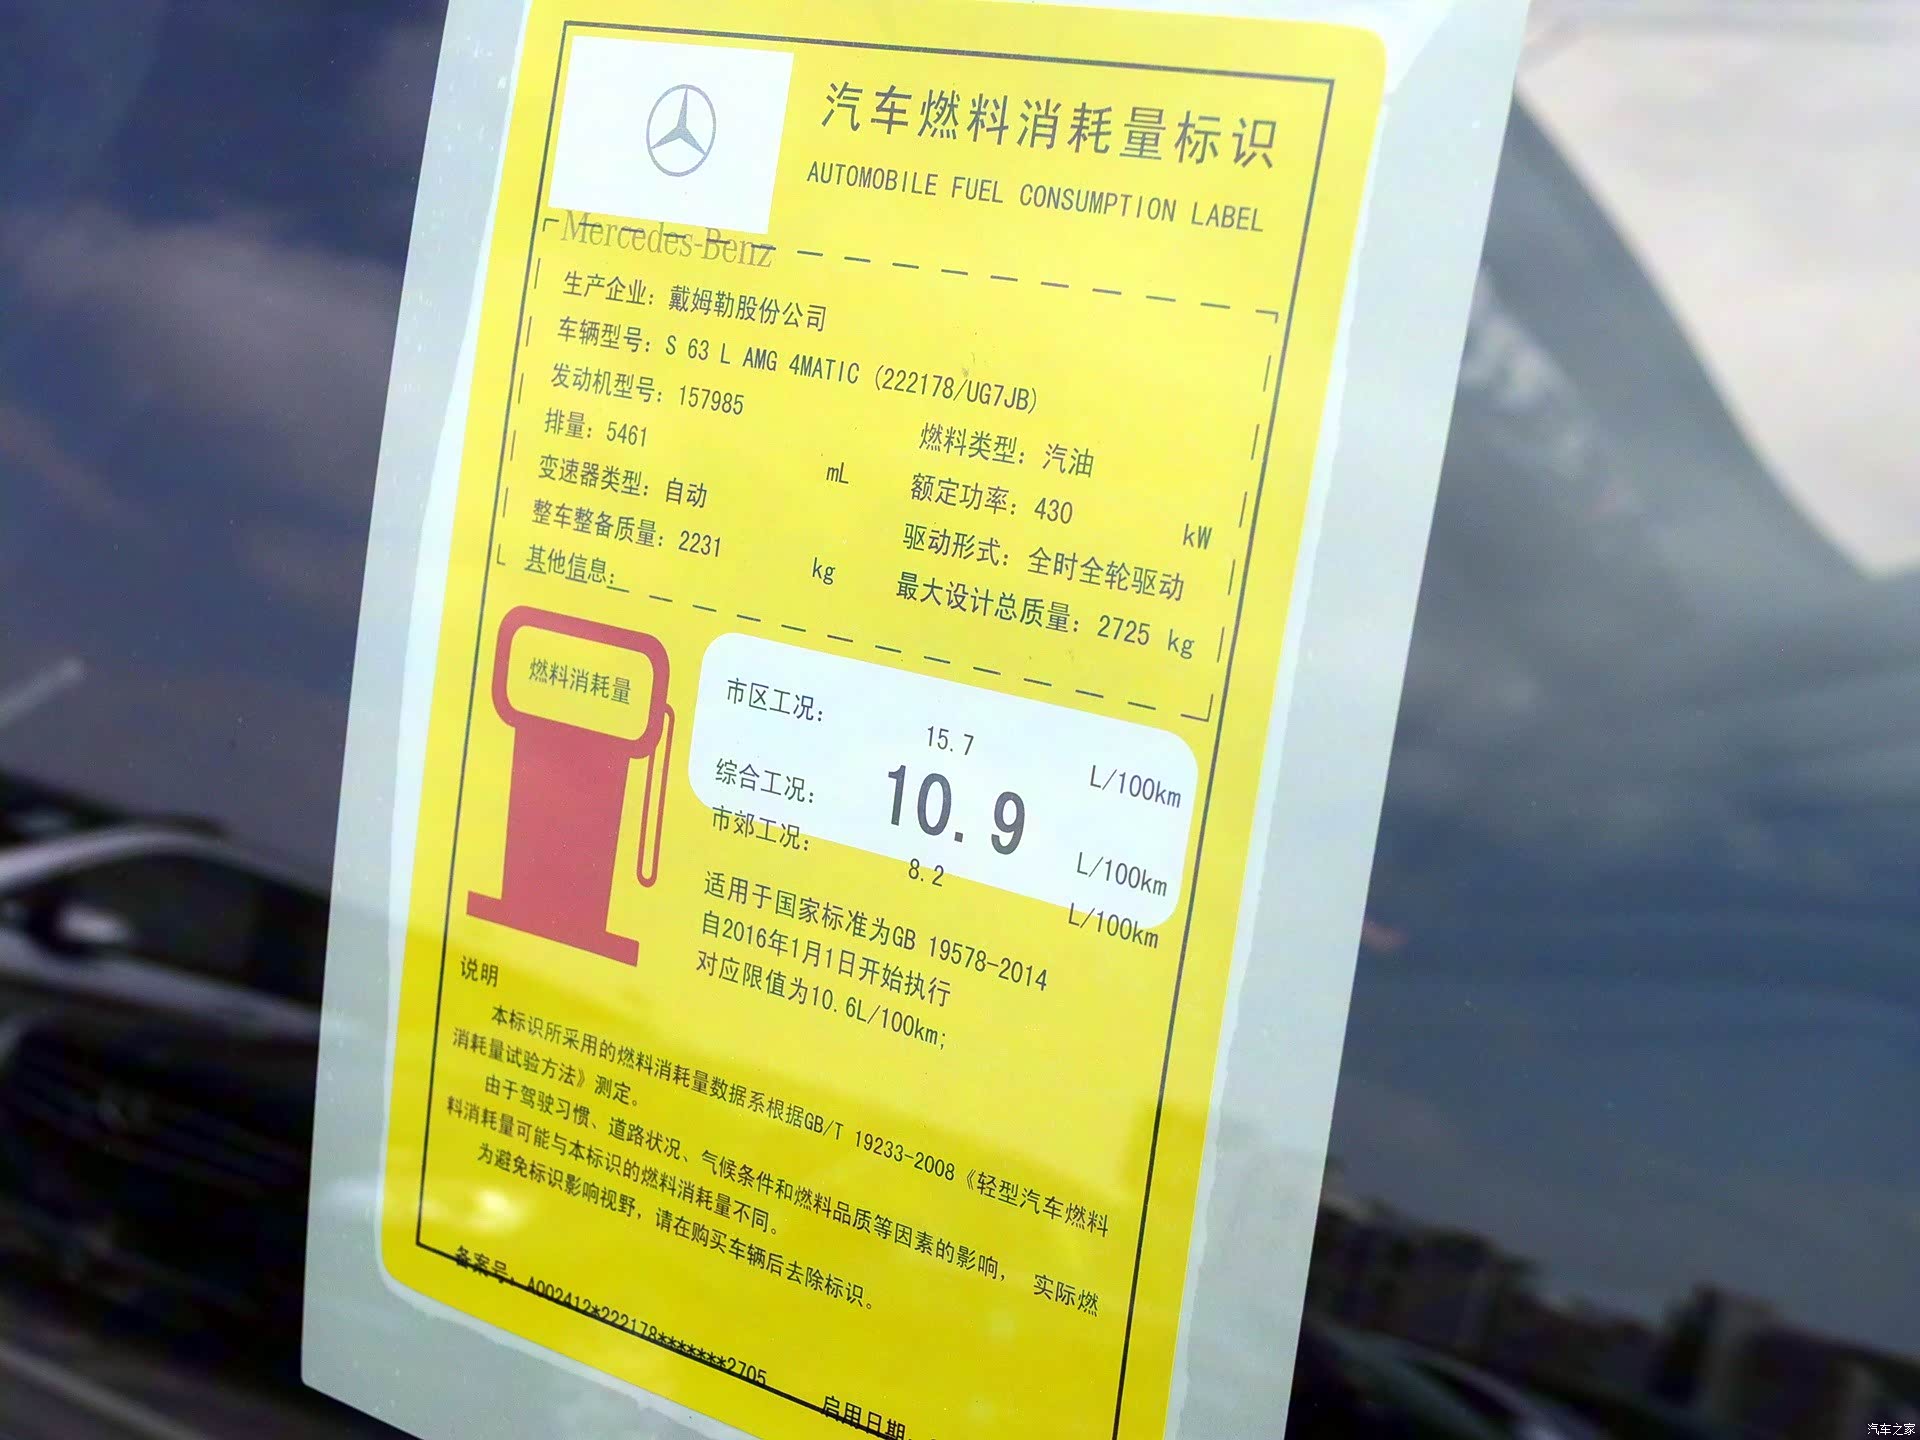 汽车燃料消耗量标识
AUTOMOBILE FUEL CONSUMPTION LABEL
Mercedes-Benz
生产企业：戴姆勒股份公司
车辆型号：S 63 L AMG 4MATIC (222178/UG7JB)
发动机型号：157985
燃料类型：汽油
排量：5461 mL
额定功率：430 kW
变速器类型：自动
驱动形式：全时全轮驱动
整车整备质量：2231 kg
最大设计总质量：2725 kg
其他信息：
燃料消耗量
市区工况： 15.7 L/100km
综合工况： 10.9 L/100km
市郊工况： 8.2 L/100km
适用于国家标准为GB 19578-2014
自2016年1月1日开始执行
对应限值为10.6L/100km;
说明
本标识所采用的燃料消耗量数据系根据GB/T 19233-2008《轻型汽车燃料
消耗量试验方法》测定。
由于驾驶习惯、道路状况、气候条件和燃料品质等因素的影响，实际燃
料消耗量可能与本标识的燃料消耗量不同。
为避免标识影响视野，请在购买车辆后去除标识。
备案号：A002412*222178*******2705
启用日期：
汽车之家